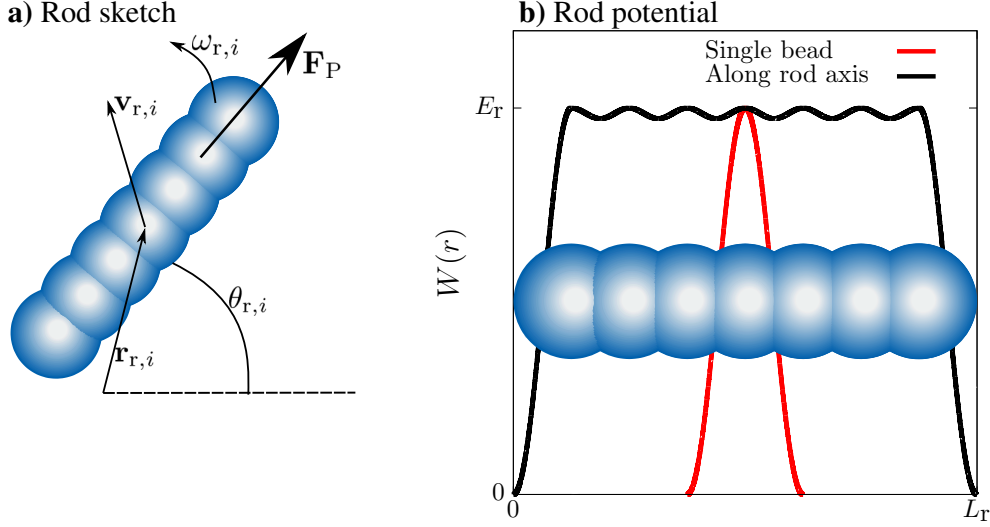 a) Rod sketch
ω_{r,i}
F_P
v_{r,i}
θ_{r,i}
r_{r,i}
b) Rod potential
Single bead
Along rod axis
E_r
W(r)
0
0
L_r